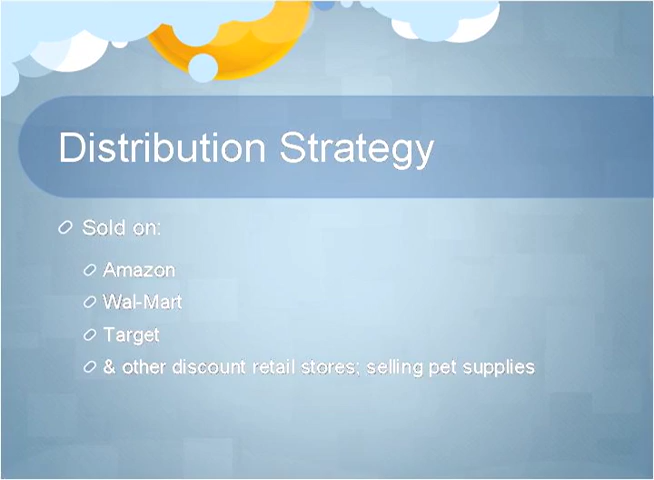 Distribution Strategy
Sold on:
Amazon
Wal-Mart
Target
& other discount retail stores; selling pet supplies